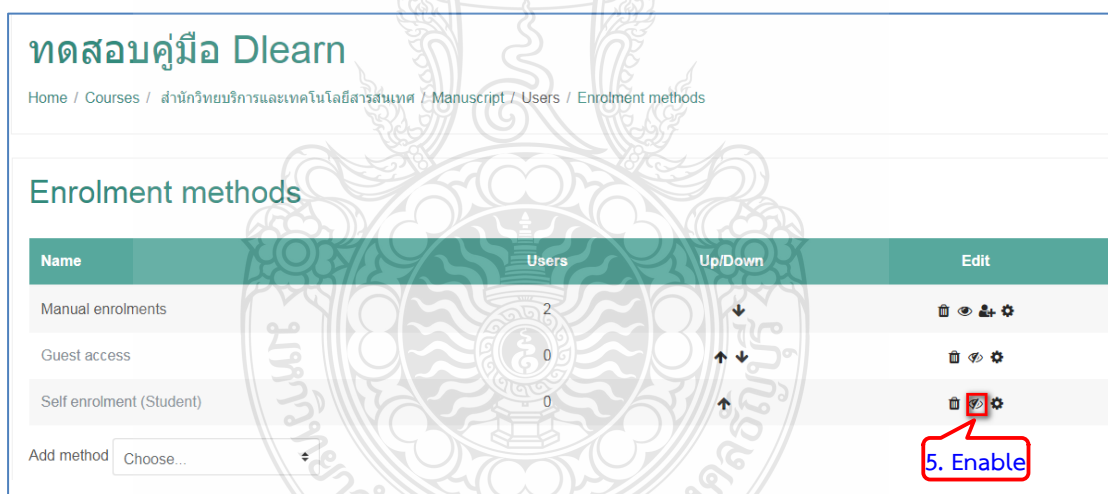 ทดสอบคู่มือ Dlearn
Home / Courses / สำนักวิทยบริการและเทคโนโลยีสารสนเทศ / Manuscript / Users / Enrolment methods
Enrolment methods
Name Users Up/Down Edit
Manual enrolments 2
Guest access 0
Self enrolment (Student) 0
Add method Choose...
5. Enable